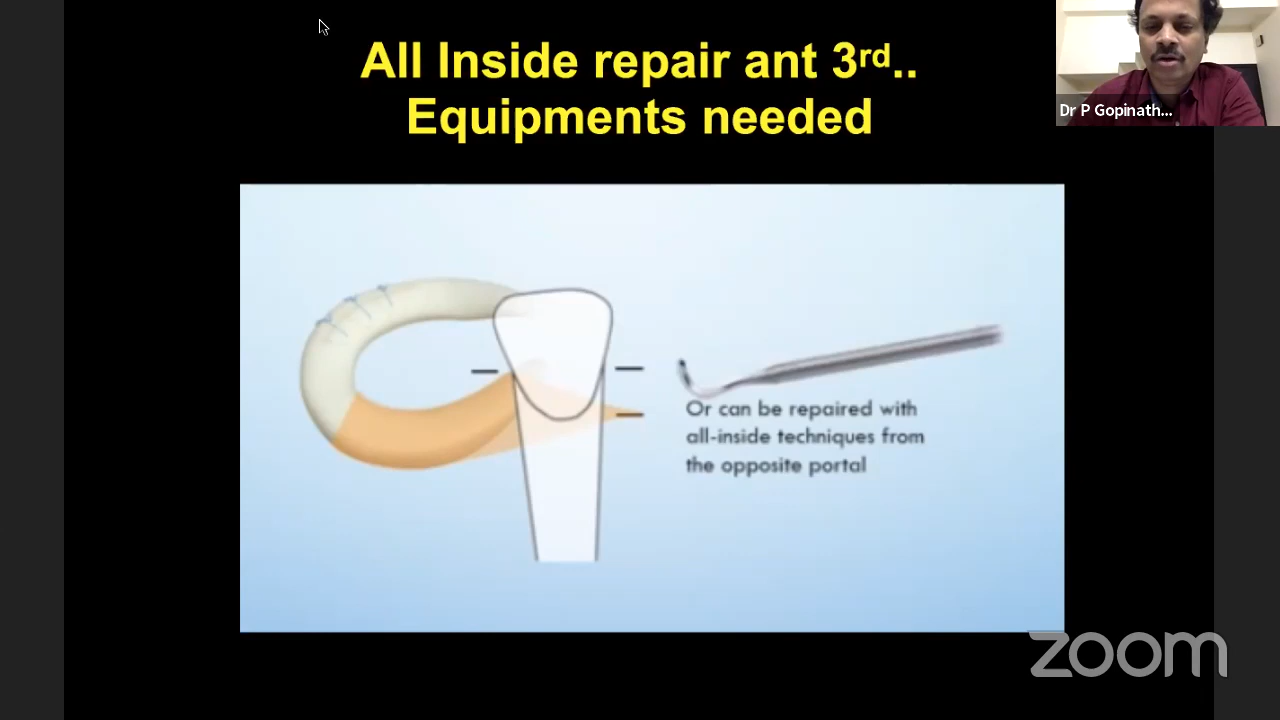 All Inside repair ant 3rd..
Equipments needed
Dr P Gopinath...
Or can be repaired with
all-inside techniques from
the opposite portal
zoom